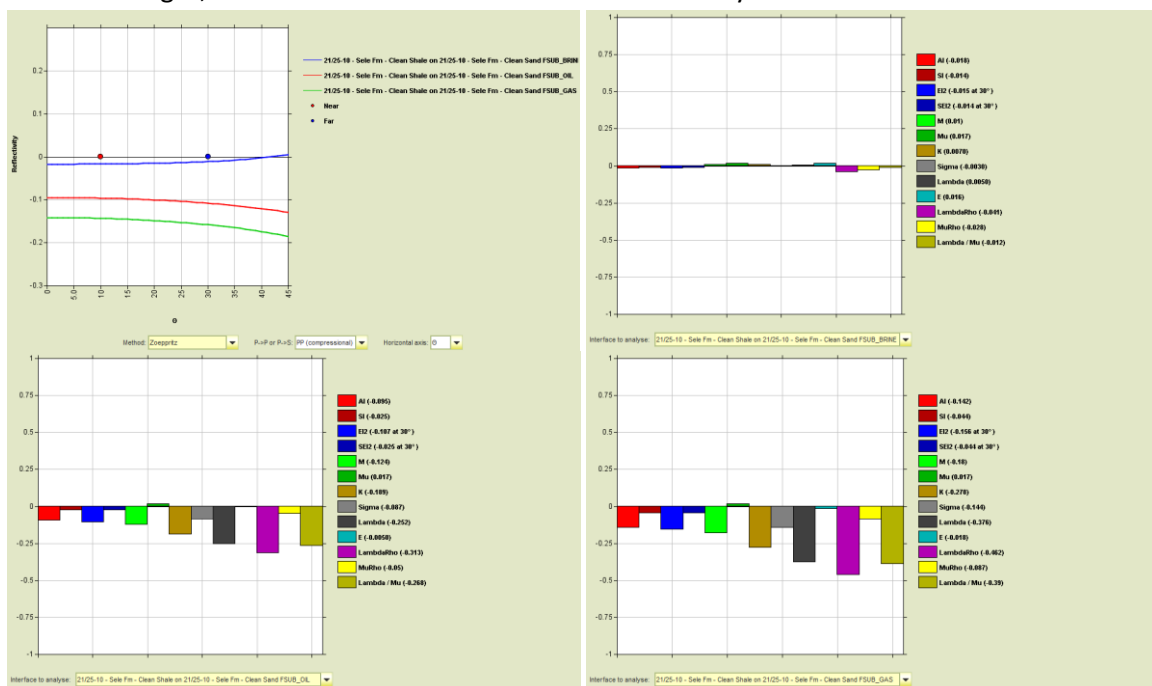 0.2
0.1
0
-0.1
-0.2
-0.3
Reflectivity
0
5.0
10
15
20
25
30
35
40
45
Θ
21/25-10 - Sele Fm - Clean Shale on 21/25-10 - Sele Fm - Clean Sand FSUB_BRIN
21/25-10 - Sele Fm - Clean Shale on 21/25-10 - Sele Fm - Clean Sand FSUB_OIL
21/25-10 - Sele Fm - Clean Shale on 21/25-10 - Sele Fm - Clean Sand FSUB_GAS
Near
Far
Method: Zoeppritz P->P or P->S: PP (compressional) Horizontal axis: Θ
1
0.75
0.5
0.25
0
-0.25
-0.5
-0.75
-1
AI (-0.018)
SI (-0.014)
EI2 (-0.015 at 30°)
SEI2 (-0.014 at 30°)
M (0.01)
Mu (0.017)
K (0.0078)
Sigma (-0.0030)
Lambda (0.0050)
E (0.016)
LambdaRho (-0.041)
MuRho (-0.028)
Lambda / Mu (-0.012)
Interface to analyse: 21/25-10 - Sele Fm - Clean Shale on 21/25-10 - Sele Fm - Clean Sand FSUB_BRINE
1
0.75
0.5
0.25
0
-0.25
-0.5
-0.75
-1
AI (-0.095)
SI (-0.025)
EI2 (-0.107 at 30°)
SEI2 (-0.025 at 30°)
M (-0.124)
Mu (0.017)
K (-0.189)
Sigma (-0.087)
Lambda (-0.252)
E (-0.0050)
LambdaRho (-0.313)
MuRho (-0.05)
Lambda / Mu (-0.268)
Interface to analyse: 21/25-10 - Sele Fm - Clean Shale on 21/25-10 - Sele Fm - Clean Sand FSUB_OIL
1
0.75
0.5
0.25
0
-0.25
-0.5
-0.75
-1
AI (-0.142)
SI (-0.044)
EI2 (-0.156 at 30°)
SEI2 (-0.044 at 30°)
M (-0.18)
Mu (0.017)
K (-0.278)
Sigma (-0.144)
Lambda (-0.376)
E (-0.018)
LambdaRho (-0.462)
MuRho (-0.087)
Lambda / Mu (-0.39)
Interface to analyse: 21/25-10 - Sele Fm - Clean Shale on 21/25-10 - Sele Fm - Clean Sand FSUB_GAS